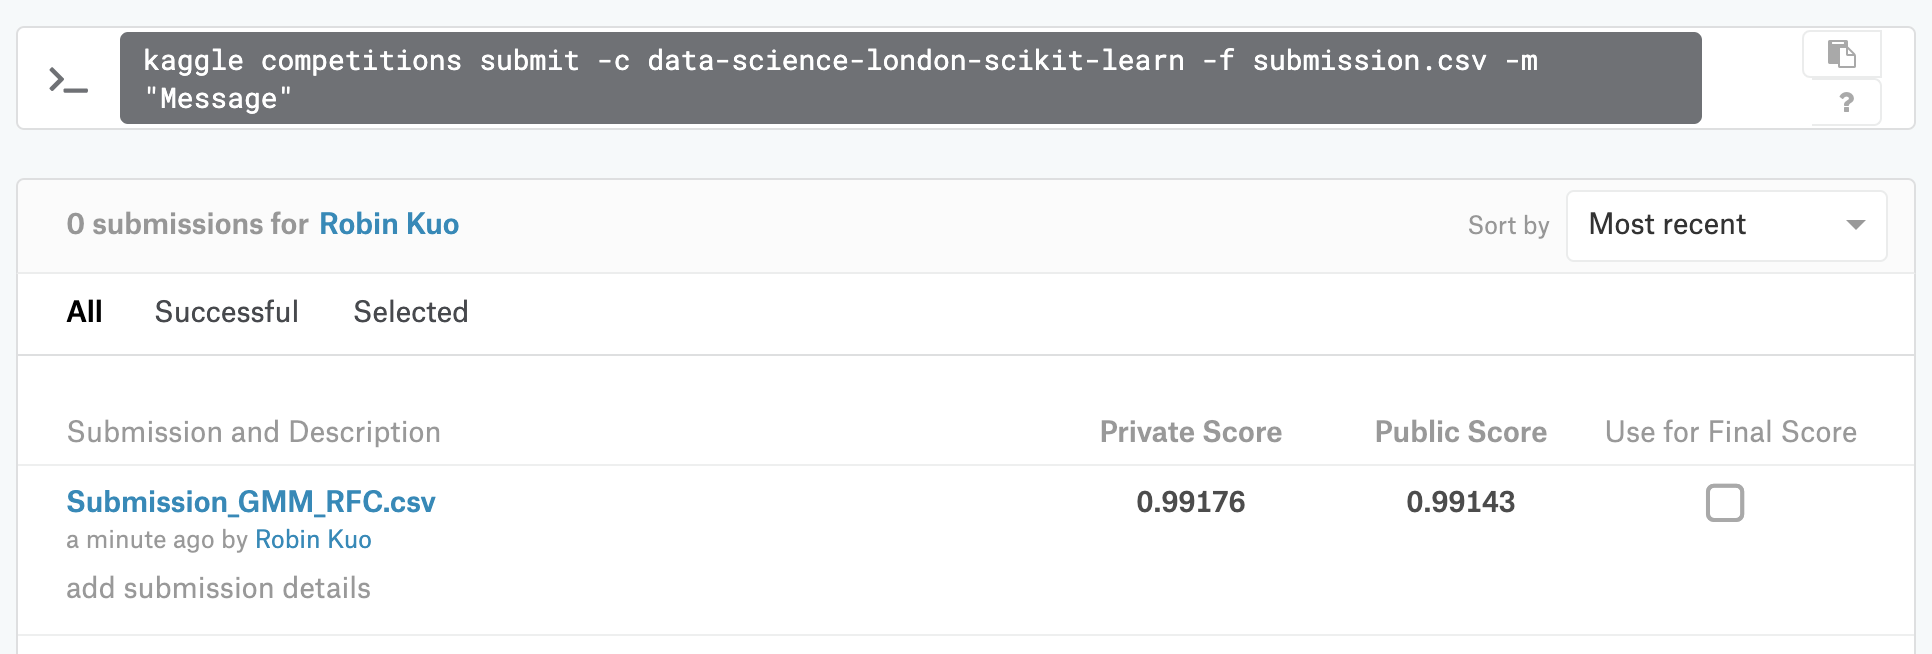 kaggle competitions submit -c data-science-london-scikit-learn -f submission.csv -m
"Message"
?
0 submissions for Robin Kuo
Sort by Most recent
All Successful Selected
Submission and Description Private Score Public Score Use for Final Score
Submission_GMM_RFC.csv 0.99176 0.99143
a minute ago by Robin Kuo
add submission details